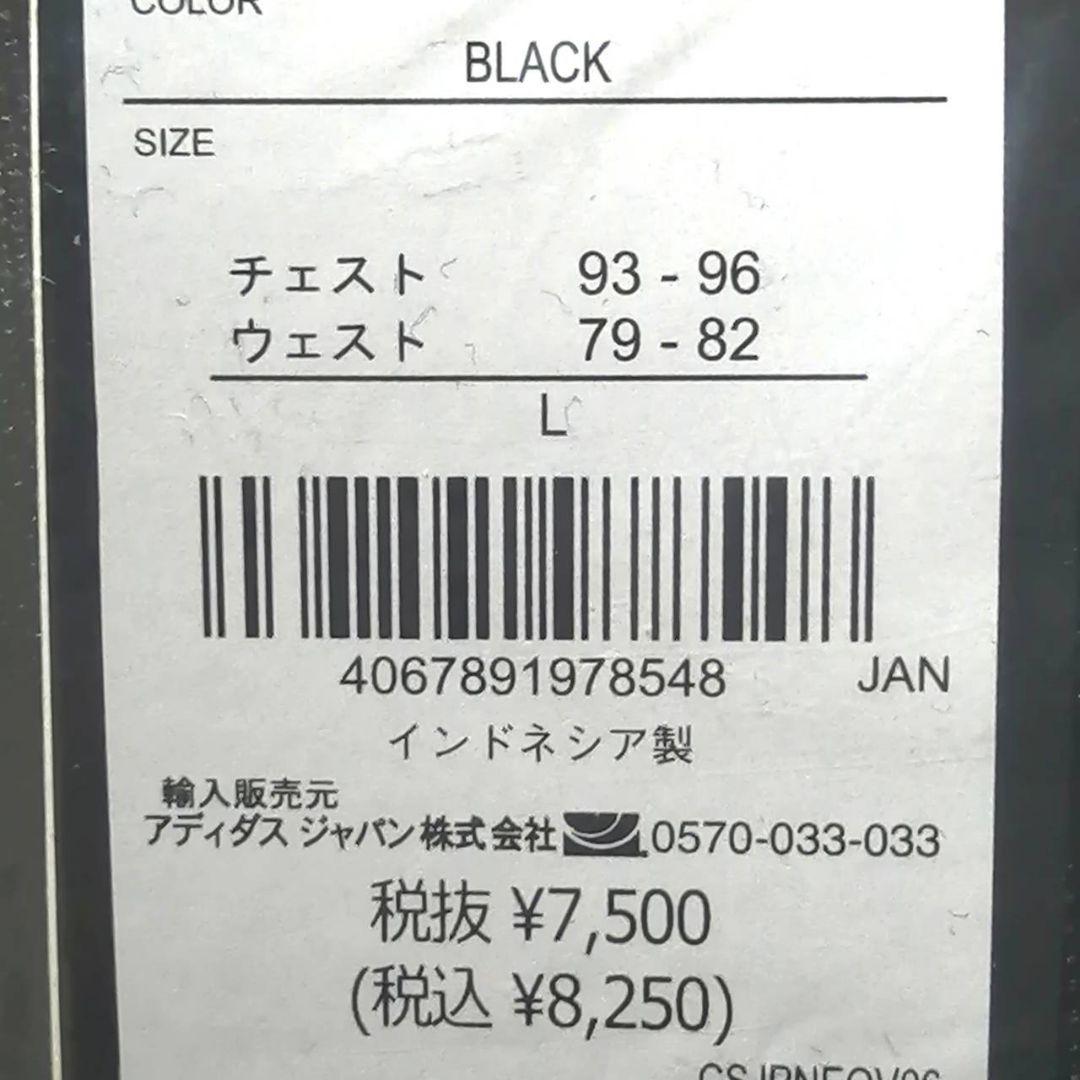 COLOR
BLACK
SIZE
チェスト 93 - 96
ウェスト 79 - 82
L
4067891978548 JAN
インドネシア製
輸入販売元
アディダス ジャパン株式会社 0570-033-033
税抜 ¥7,500
(税込 ¥8,250)